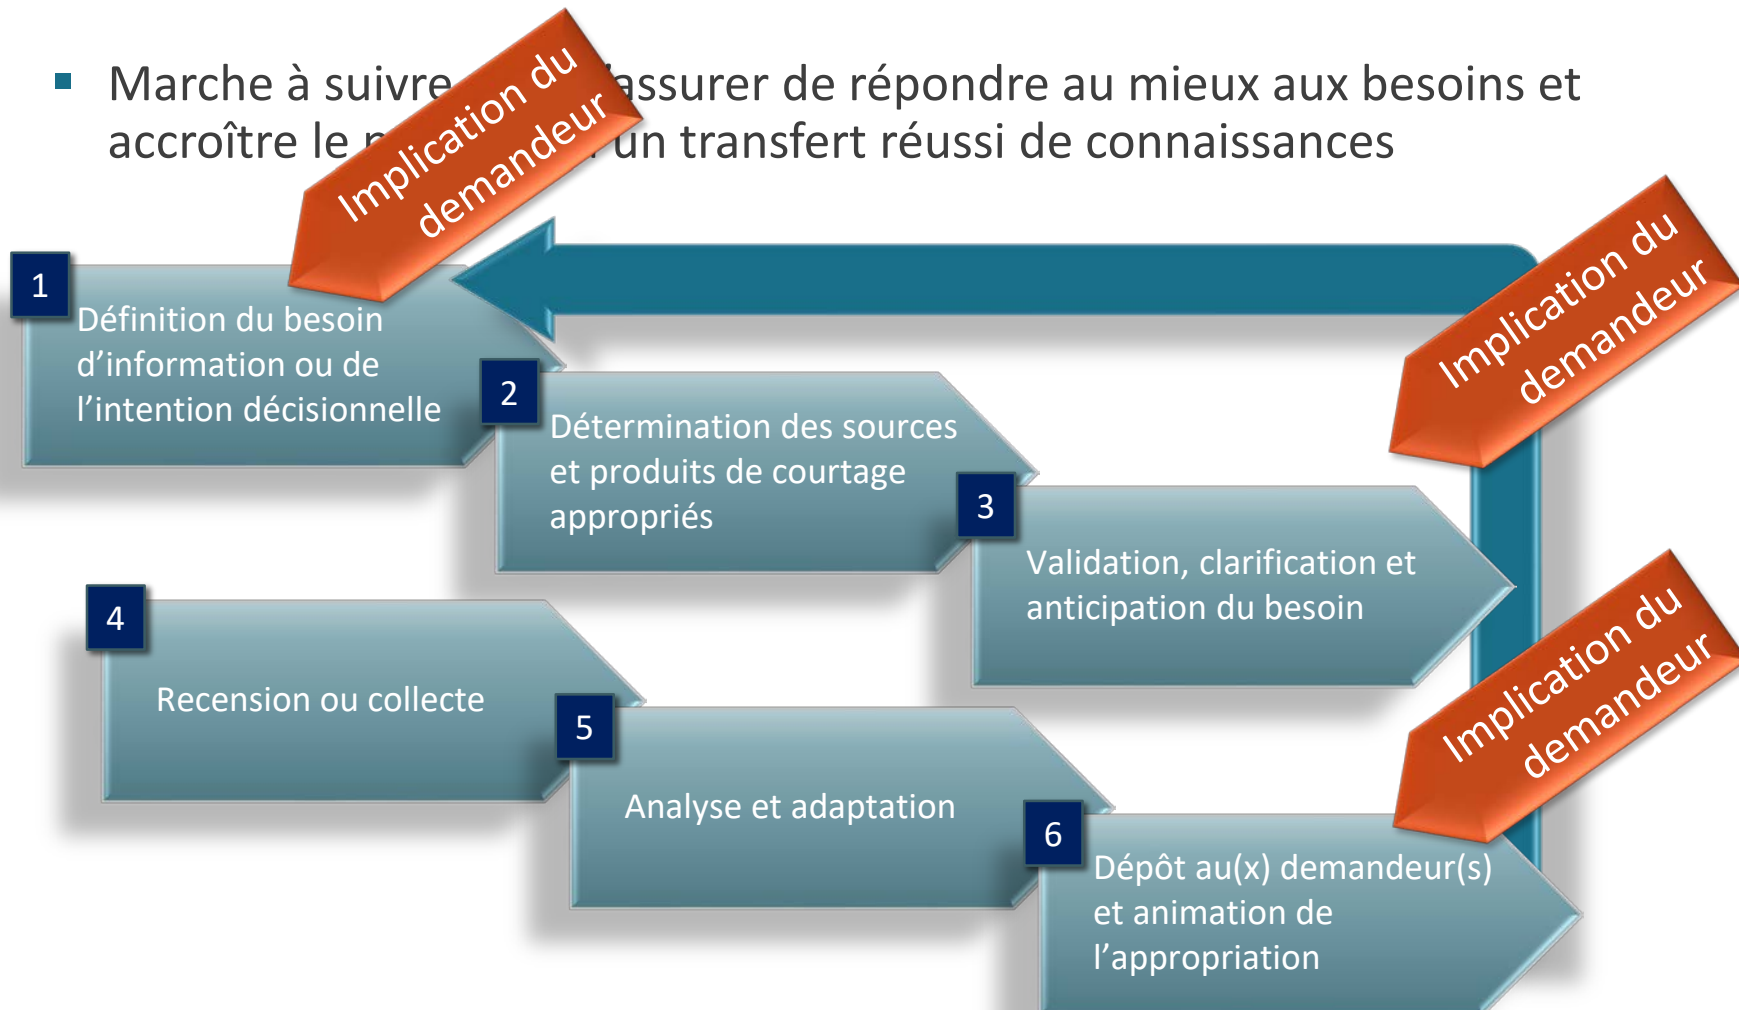 Marche à suivre assurer de répondre au mieux aux besoins et
accroître le un transfert réussi de connaissances
Implication du
demandeur
Implication du
demandeur
1
Définition du besoin
d’information ou de
l’intention décisionnelle
2
Détermination des sources
et produits de courtage
appropriés
3
Validation, clarification et
anticipation du besoin
4
Recension ou collecte
5
Analyse et adaptation
Implication du
demandeur
6
Dépôt au(x) demandeur(s)
et animation de
l’appropriation